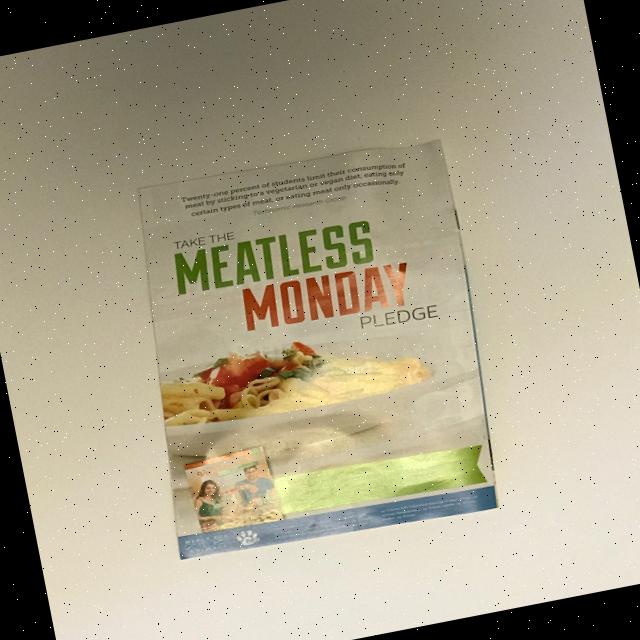 Twenty-one percent of students limit their consumption of
meat by sticking to a vegetarian or vegan diet, eating only
certain types of meat, or eating meat only occasionally.
TAKE THE
MEATLESS
MONDAY
PLEDGE